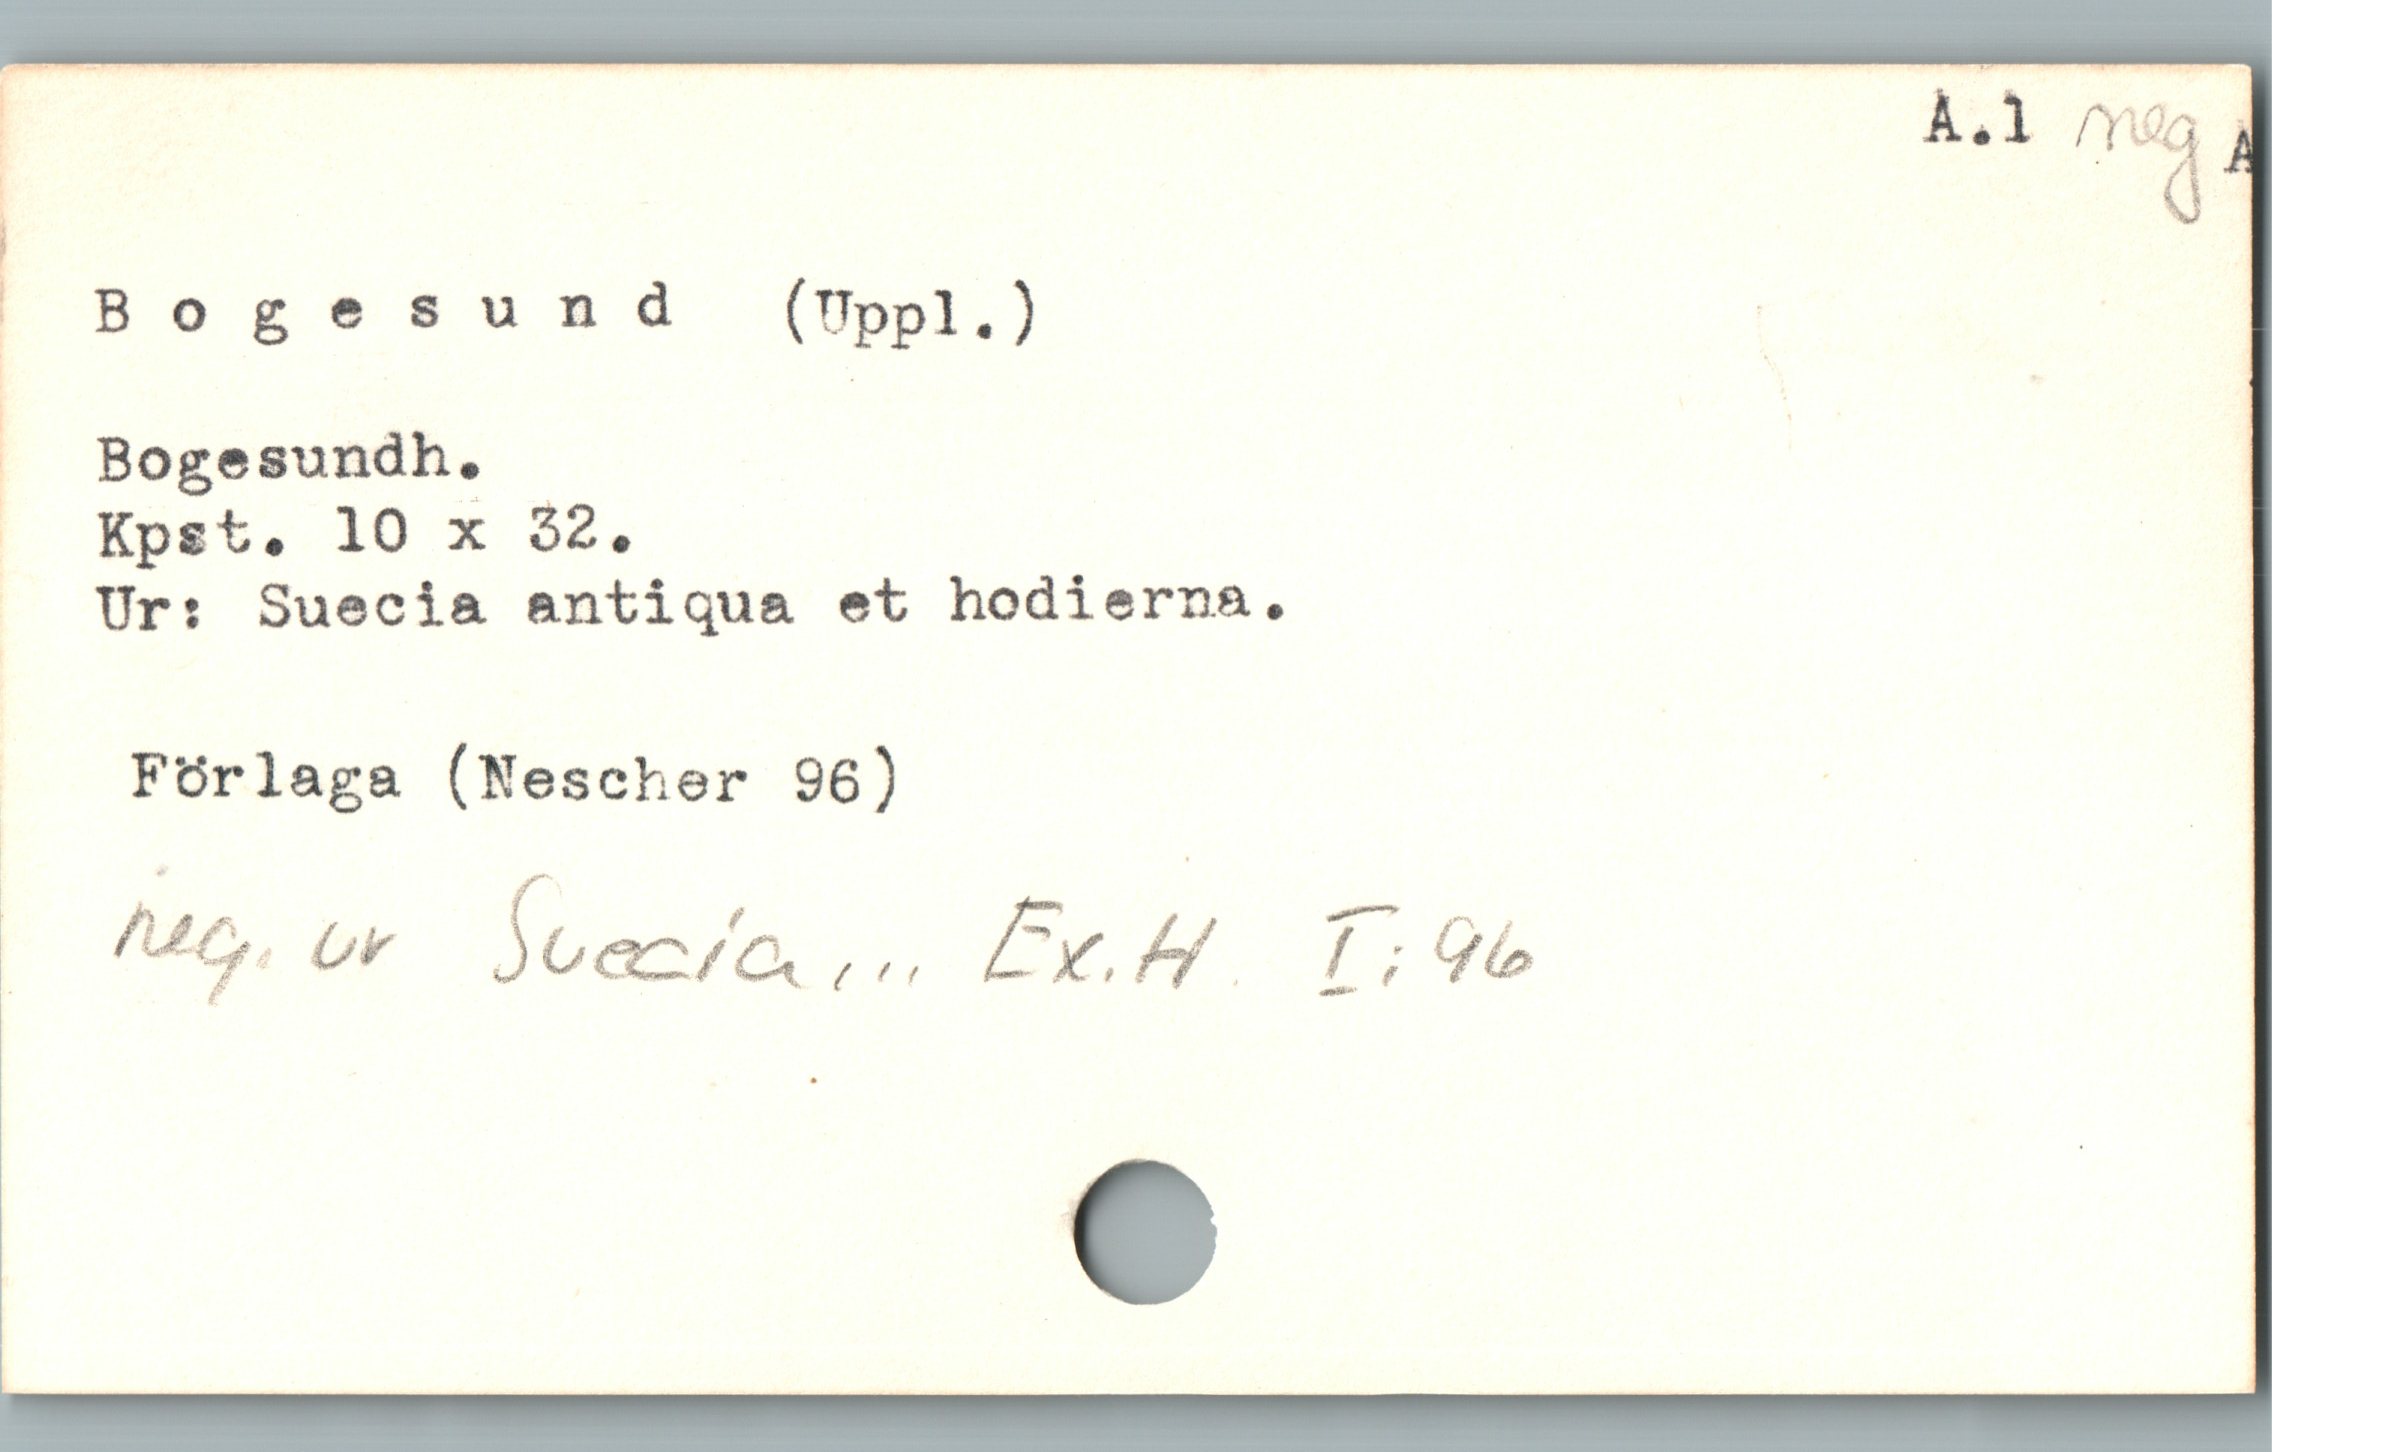 A.1 neg A
B o g e s u n d (Uppl.)
Bogesundh.
Kpst. 10 x 32.
Ur: Suecia antiqua et hodierna.
Förlaga (Nescher 96)
neg. ur Suecia... Ex. H. I: 96